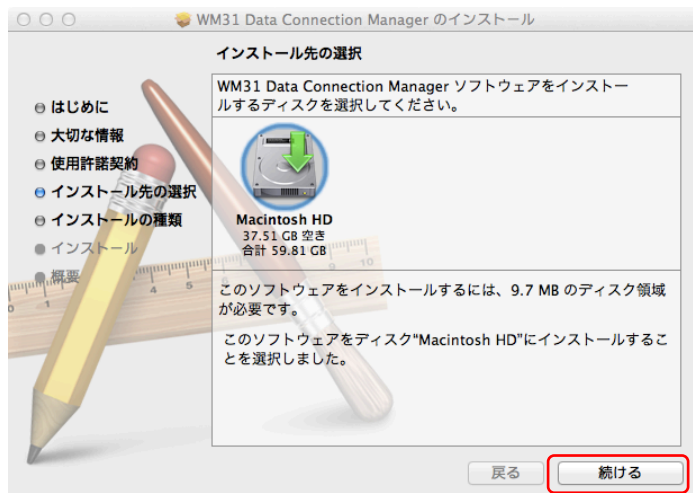 WM31 Data Connection Manager のインストール
インストール先の選択
はじめに
大切な情報
使用許諾契約
インストール先の選択
インストールの種類
インストール
概要
WM31 Data Connection Manager ソフトウェアをインストー
ルするディスクを選択してください。
Macintosh HD
37.51 GB 空き
合計 59.81 GB
このソフトウェアをインストールするには、9.7 MB のディスク領域
が必要です。
このソフトウェアをディスク“Macintosh HD”にインストールするこ
とを選択しました。
戻る
続ける